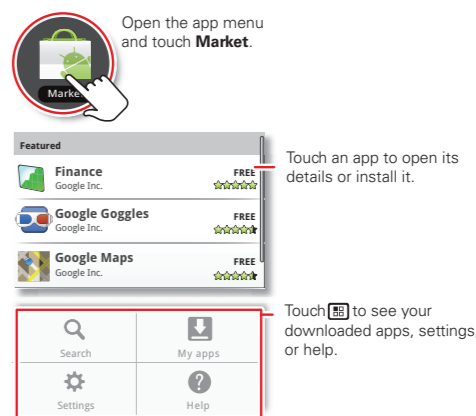 Open the app menu
and touch Market.
Market
Featured
Finance
FREE
Google Inc.
Google Goggles
FREE
Google Inc.
Google Maps
FREE
Google Inc.
Touch an app to open its
details or install it.
Search
My apps
Settings
Help
Touch to see your
downloaded apps, settings,
or help.